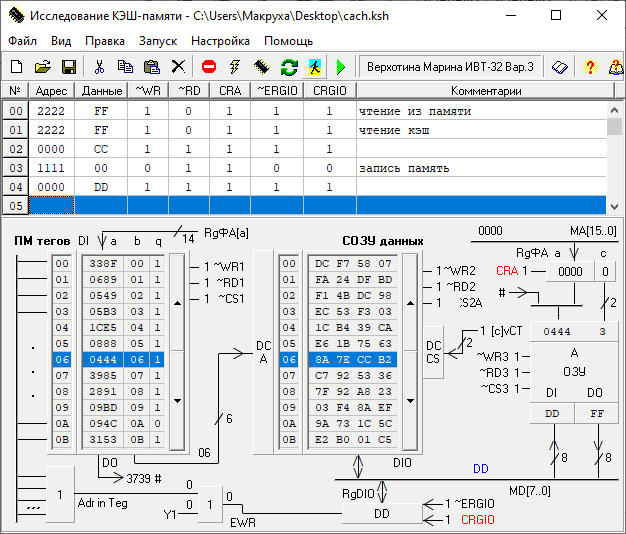 Исследование КЭШ-памяти - C:\Users\Макруха\Desktop\cach.ksh
Файл Вид Правка Запуск Настройка Помощь
Верхотина Марина ИВТ-32 Вар.3
№ Адрес Данные ~WR ~RD CRA ~ERGIO CRGIO Комментарии
00 2222 FF 1 0 1 1 1 чтение из памяти
01 2222 FF 1 0 1 1 1 чтение кэш
02 0000 CC 1 1 1 1 1
03 1111 00 0 1 1 0 0 запись память
04 0000 DD 1 1 1 1 1
05
ПМ тегов DI a b q 14 RgФА[a] СОЗУ данных 0000 MA[15..0]
RgФА a c
00 338F 00 1 00 DC F7 58 07
01 0689 01 1 01 FA 24 DF BD
02 0549 02 1 02 F1 4B DC 98
03 05B3 03 1 03 EC 53 F3 03
04 1CE5 04 1 04 1C B4 39 CA
05 0888 05 1 05 E6 1B 75 63
06 0444 06 1 06 8A 7E CC B2
07 3985 07 1 07 C7 92 53 36
08 2891 08 1 08 7F 92 A8 23
09 09BD 09 1 09 03 F4 8A EF
0A 094C 0A 0 0A 9A 73 1C 5C
0B 3153 0B 1 0B E2 B0 01 C5
1 ~WR1
1 ~RD1
1 ~CS1
DC
A
1 ~WR2
1 ~RD2
1 CS2A
DC
CS
1 [c]vCT
2
CRA 1 0000 0
#
2
0444 3
A
ОЗУ
~WR3 1
~RD3 1
~CS3 1
DI DO
DD FF
8 8
6
06
DO
3739 #
DIO
DD
MD[7..0]
1
Adr in Teg
0
Y1
0
1
0
EWR
RgDIO
DD
1 ~ERGIO
1 CRGIO